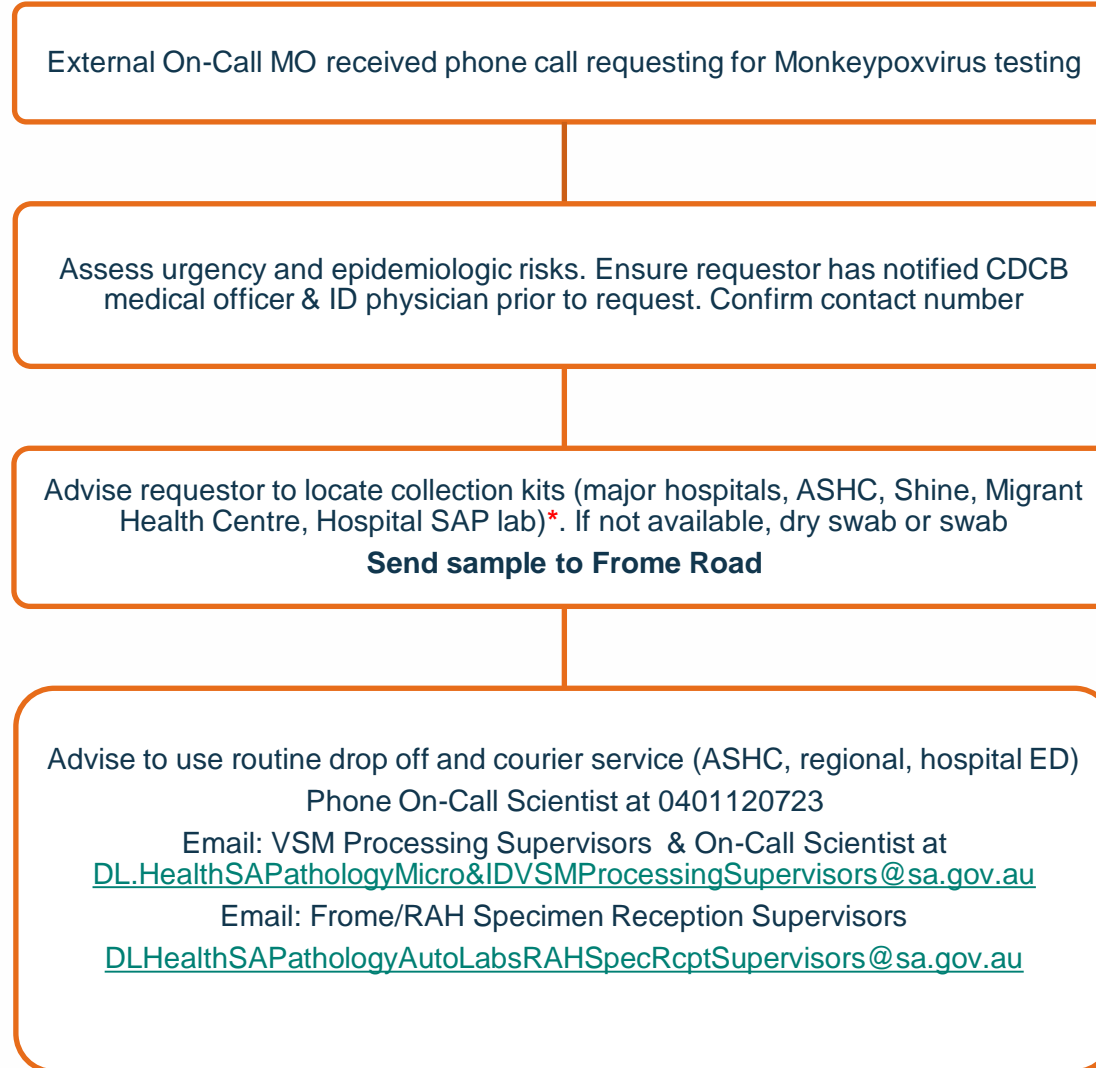 External On-Call MO received phone call requesting for Monkeypoxvirus testing
Assess urgency and epidemiologic risks. Ensure requestor has notified CDCB
medical officer & ID physician prior to request. Confirm contact number
Advise requestor to locate collection kits (major hospitals, ASHC, Shine, Migrant
Health Centre, Hospital SAP lab)*. If not available, dry swab or swab
Send sample to Frome Road
Advise to use routine drop off and courier service (ASHC, regional, hospital ED)
Phone On-Call Scientist at 0401120723
Email: VSM Processing Supervisors & On-Call Scientist at
DL.HealthSAPathologyMicro&IDVSMProcessingSupervisors@sa.gov.au
Email: Frome/RAH Specimen Reception Supervisors
DLHealthSAPathologyAutoLabsRAHSpecRcptSupervisors@sa.gov.au